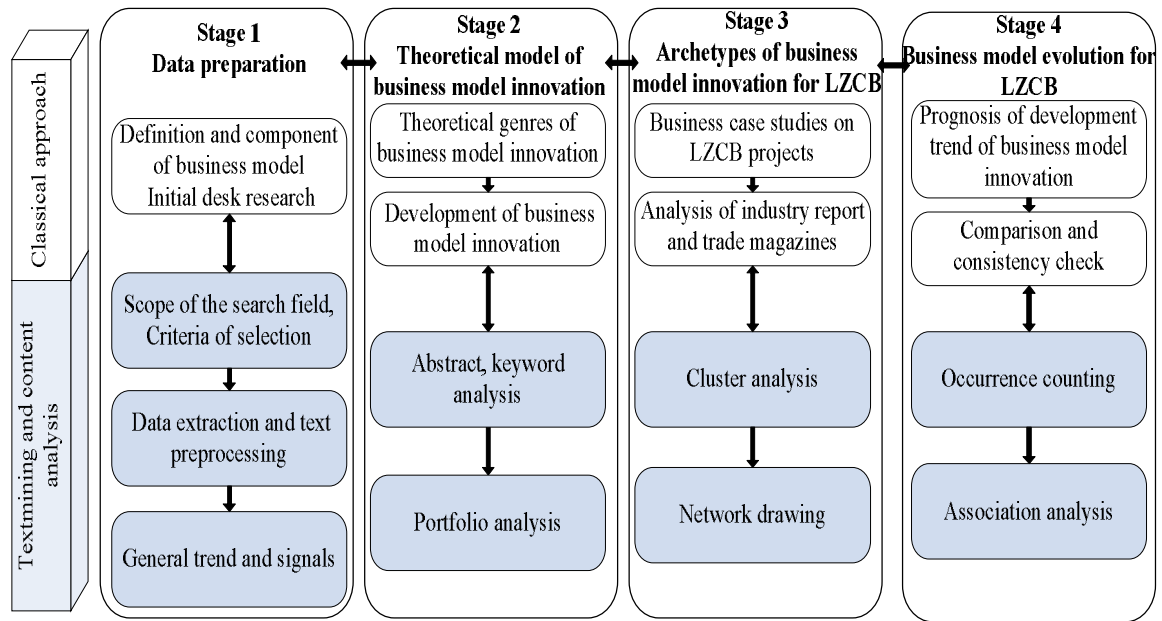 Classical approach
Textmining and content
analysis
Stage 1
Data preparation
Definition and component
of business model
Initial desk research
Scope of the search field,
Criteria of selection
Data extraction and text
preprocessing
General trend and signals
Stage 2
Theoretical model of
business model innovation
Theoretical genres of
business model innovation
Development of business
model innovation
Abstract, keyword
analysis
Portfolio analysis
Stage 3
Archetypes of business
model innovation for LZCB
Business case studies on
LZCB projects
Analysis of industry report
and trade magazines
Cluster analysis
Network drawing
Stage 4
Business model evolution for
LZCB
Prognosis of development
trend of business model
innovation
Comparison and
consistency check
Occurrence counting
Association analysis